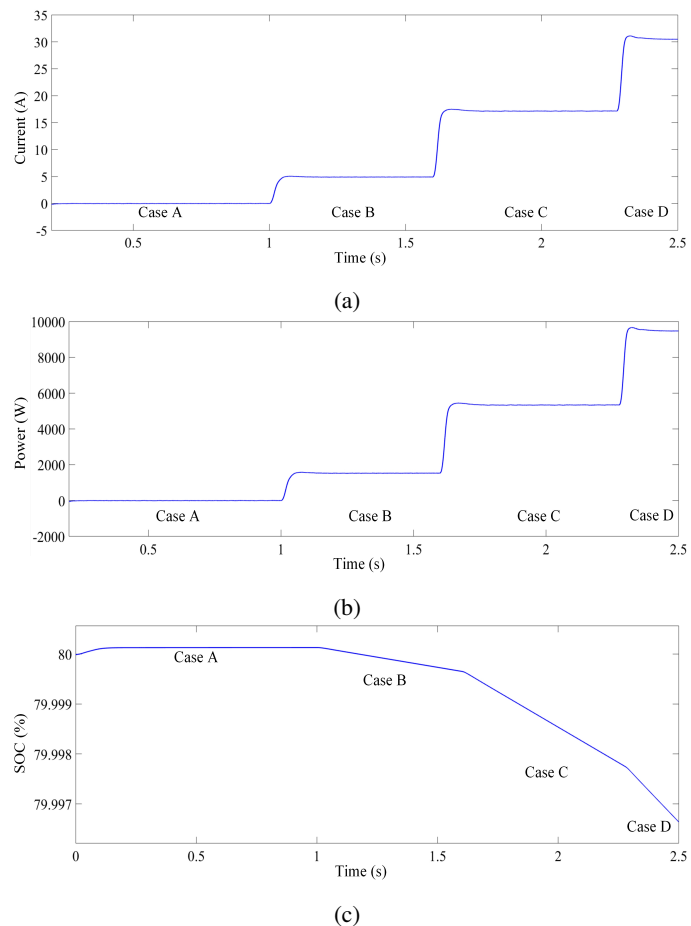 35
30
25
20
15
10
5
0
-5
Current (A)
Case A
Case B
Case C
Case D
0.5
1
1.5
2
2.5
Time (s)
(a)
10000
8000
6000
4000
2000
0
-2000
Power (W)
Case A
Case B
Case C
Case D
0.5
1
1.5
2
2.5
Time (s)
(b)
80
79.999
79.998
79.997
SOC (%)
Case A
Case B
Case C
Case D
0
0.5
1
1.5
2
2.5
Time (s)
(c)